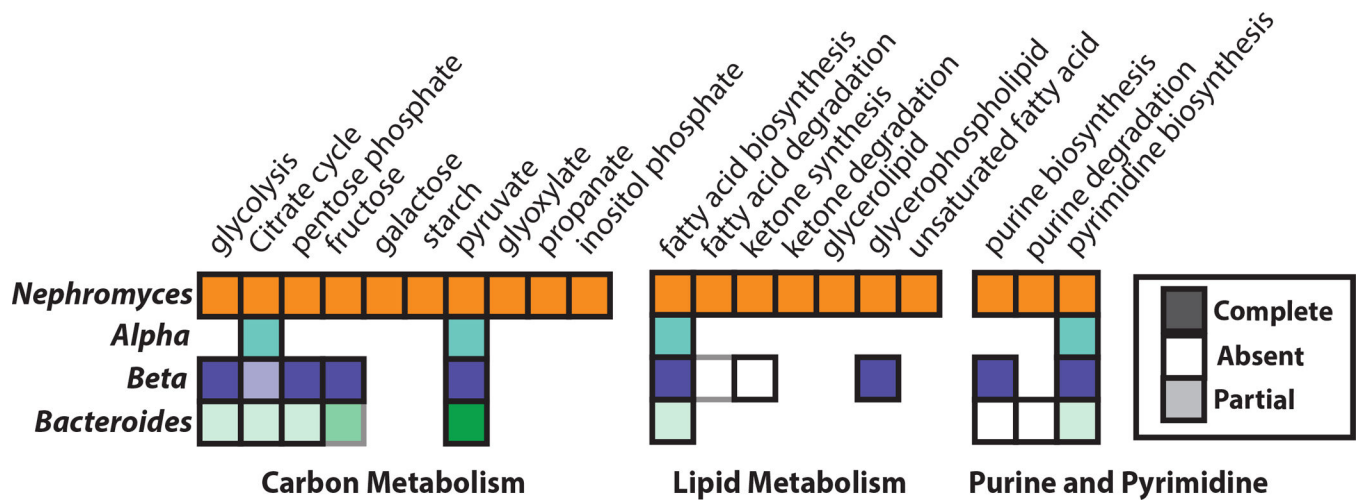 glycolysis
Citrate cycle
pentose phosphate
fructose
galactose
starch
pyruvate
glyoxylate
propanate
inositol phosphate
fatty acid biosynthesis
fatty acid degradation
ketone synthesis
ketone degradation
glycerolipid
glycerophospholipid
unsaturated fatty acid
purine biosynthesis
purine degradation
pyrimidine biosynthesis
Nephromyces
Alpha
Beta
Bacteroides
Complete
Absent
Partial
Carbon Metabolism
Lipid Metabolism
Purine and Pyrimidine